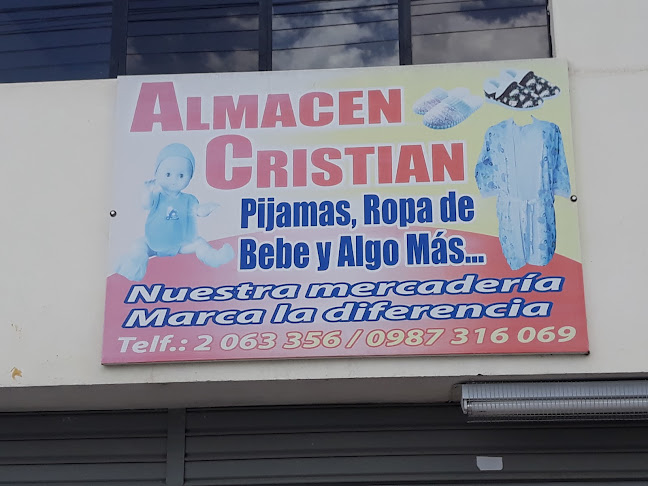 ALMACEN
CRISTIAN
Pijamas, Ropa de
Bebe y Algo Más...
Nuestra mercadería
Marca la diferencia
Telf.: 2 063 356 / 0987 316 069